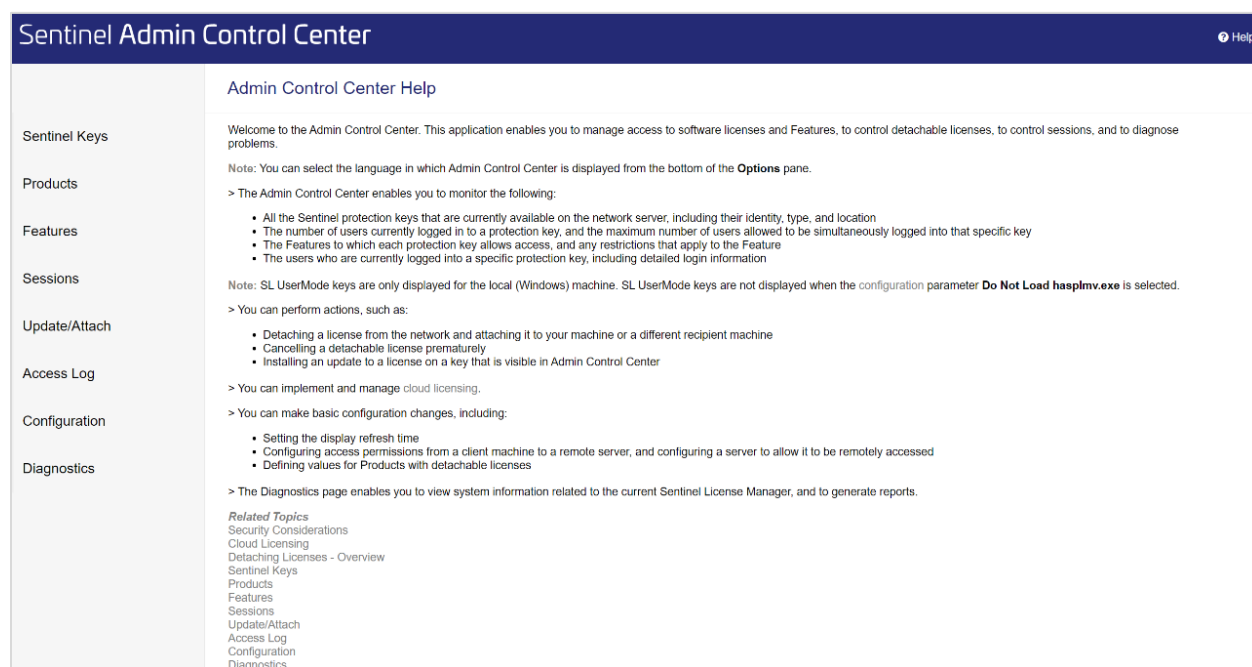 Sentinel Admin Control Center
Help
Admin Control Center Help
Sentinel Keys
Products
Features
Sessions
Update/Attach
Access Log
Configuration
Diagnostics
Welcome to the Admin Control Center. This application enables you to manage access to software licenses and Features, to control detachable licenses, to control sessions, and to diagnose
problems.
Note: You can select the language in which Admin Control Center is displayed from the bottom of the Options pane.
> The Admin Control Center enables you to monitor the following:
• All the Sentinel protection keys that are currently available on the network server, including their identity, type, and location
• The number of users currently logged in to a protection key, and the maximum number of users allowed to be simultaneously logged into that specific key
• The Features to which each protection key allows access, and any restrictions that apply to the Feature
• The users who are currently logged into a specific protection key, including detailed login information
Note: SL UserMode keys are only displayed for the local (Windows) machine. SL UserMode keys are not displayed when the configuration parameter Do Not Load hasplmv.exe is selected.
> You can perform actions, such as:
• Detaching a license from the network and attaching it to your machine or a different recipient machine
• Cancelling a detachable license prematurely
• Installing an update to a license on a key that is visible in Admin Control Center
> You can implement and manage cloud licensing.
> You can make basic configuration changes, including:
• Setting the display refresh time
• Configuring access permissions from a client machine to a remote server, and configuring a server to allow it to be remotely accessed
• Defining values for Products with detachable licenses
> The Diagnostics page enables you to view system information related to the current Sentinel License Manager, and to generate reports.
Related Topics
Security Considerations
Cloud Licensing
Detaching Licenses - Overview
Sentinel Keys
Products
Features
Sessions
Update/Attach
Access Log
Configuration
Diagnostics